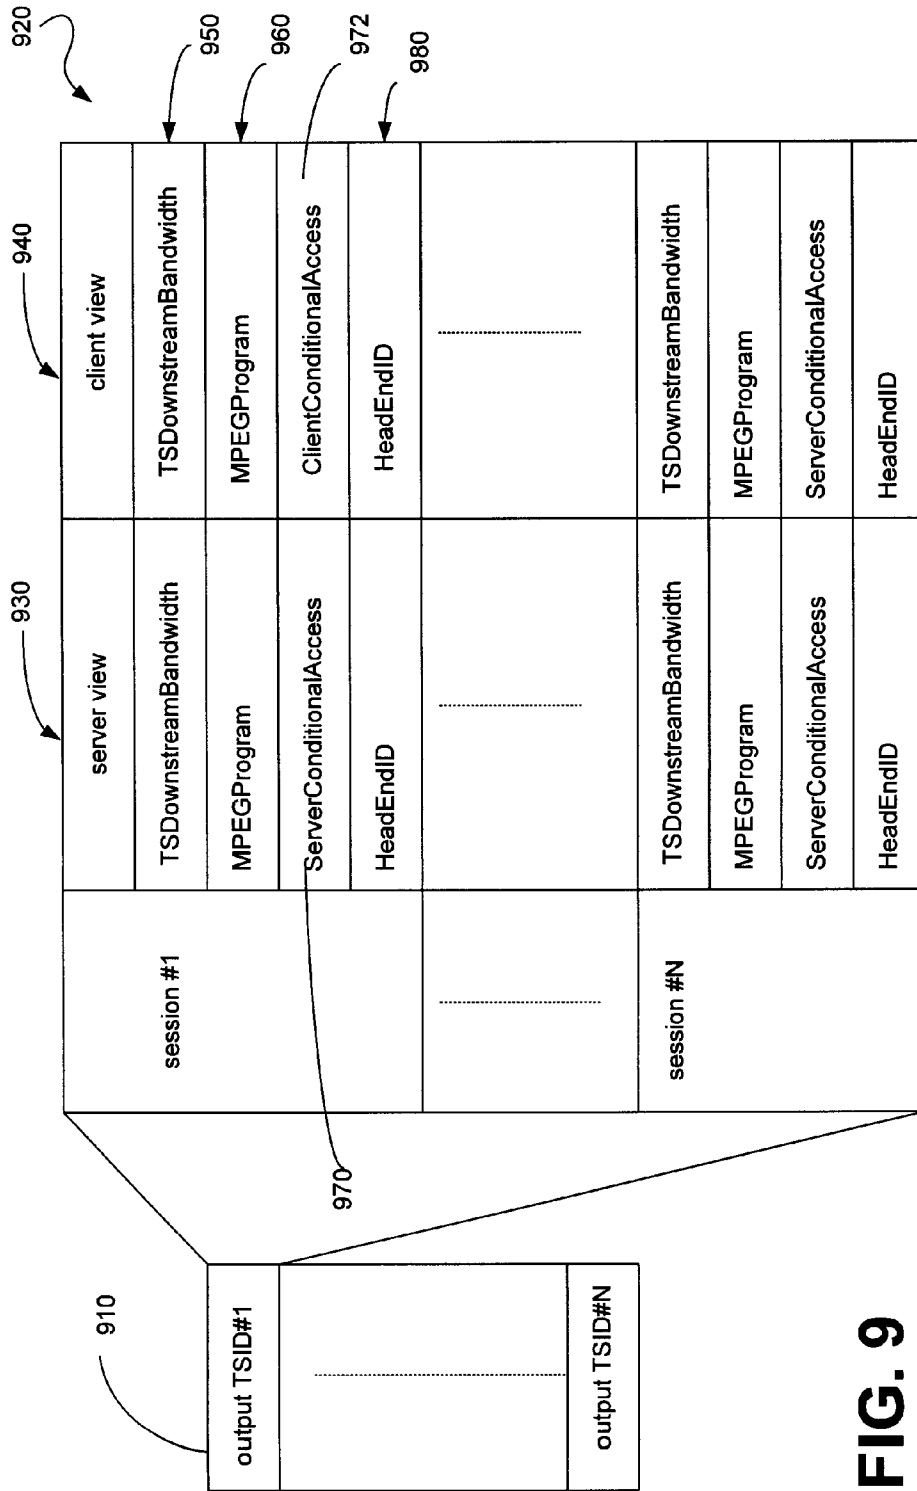 920
940
930
910
output TSID#1
output TSID#N
970
session #1
session #N
server view
TSDownstreamBandwidth
MPEGProgram
ServerConditionalAccess
HeadEndID
TSDownstreamBandwidth
MPEGProgram
ServerConditionalAccess
HeadEndID
client view
TSDownstreamBandwidth
MPEGProgram
ClientConditionalAccess
HeadEndID
TSDownstreamBandwidth
MPEGProgram
ServerConditionalAccess
HeadEndID
950
960
972
980
FIG. 9